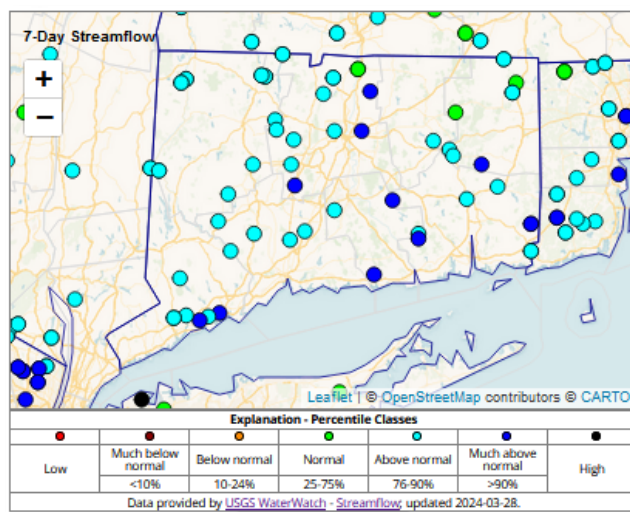 7-Day Streamflow
+
−
Leaflet | © OpenStreetMap contributors © CARTO
Explanation - Percentile Classes
Low
Much below normal
Below normal
Normal
Above normal
Much above normal
High
<10%
10-24%
25-75%
76-90%
>90%
Data provided by USGS WaterWatch - Streamflow; updated 2024-03-28.